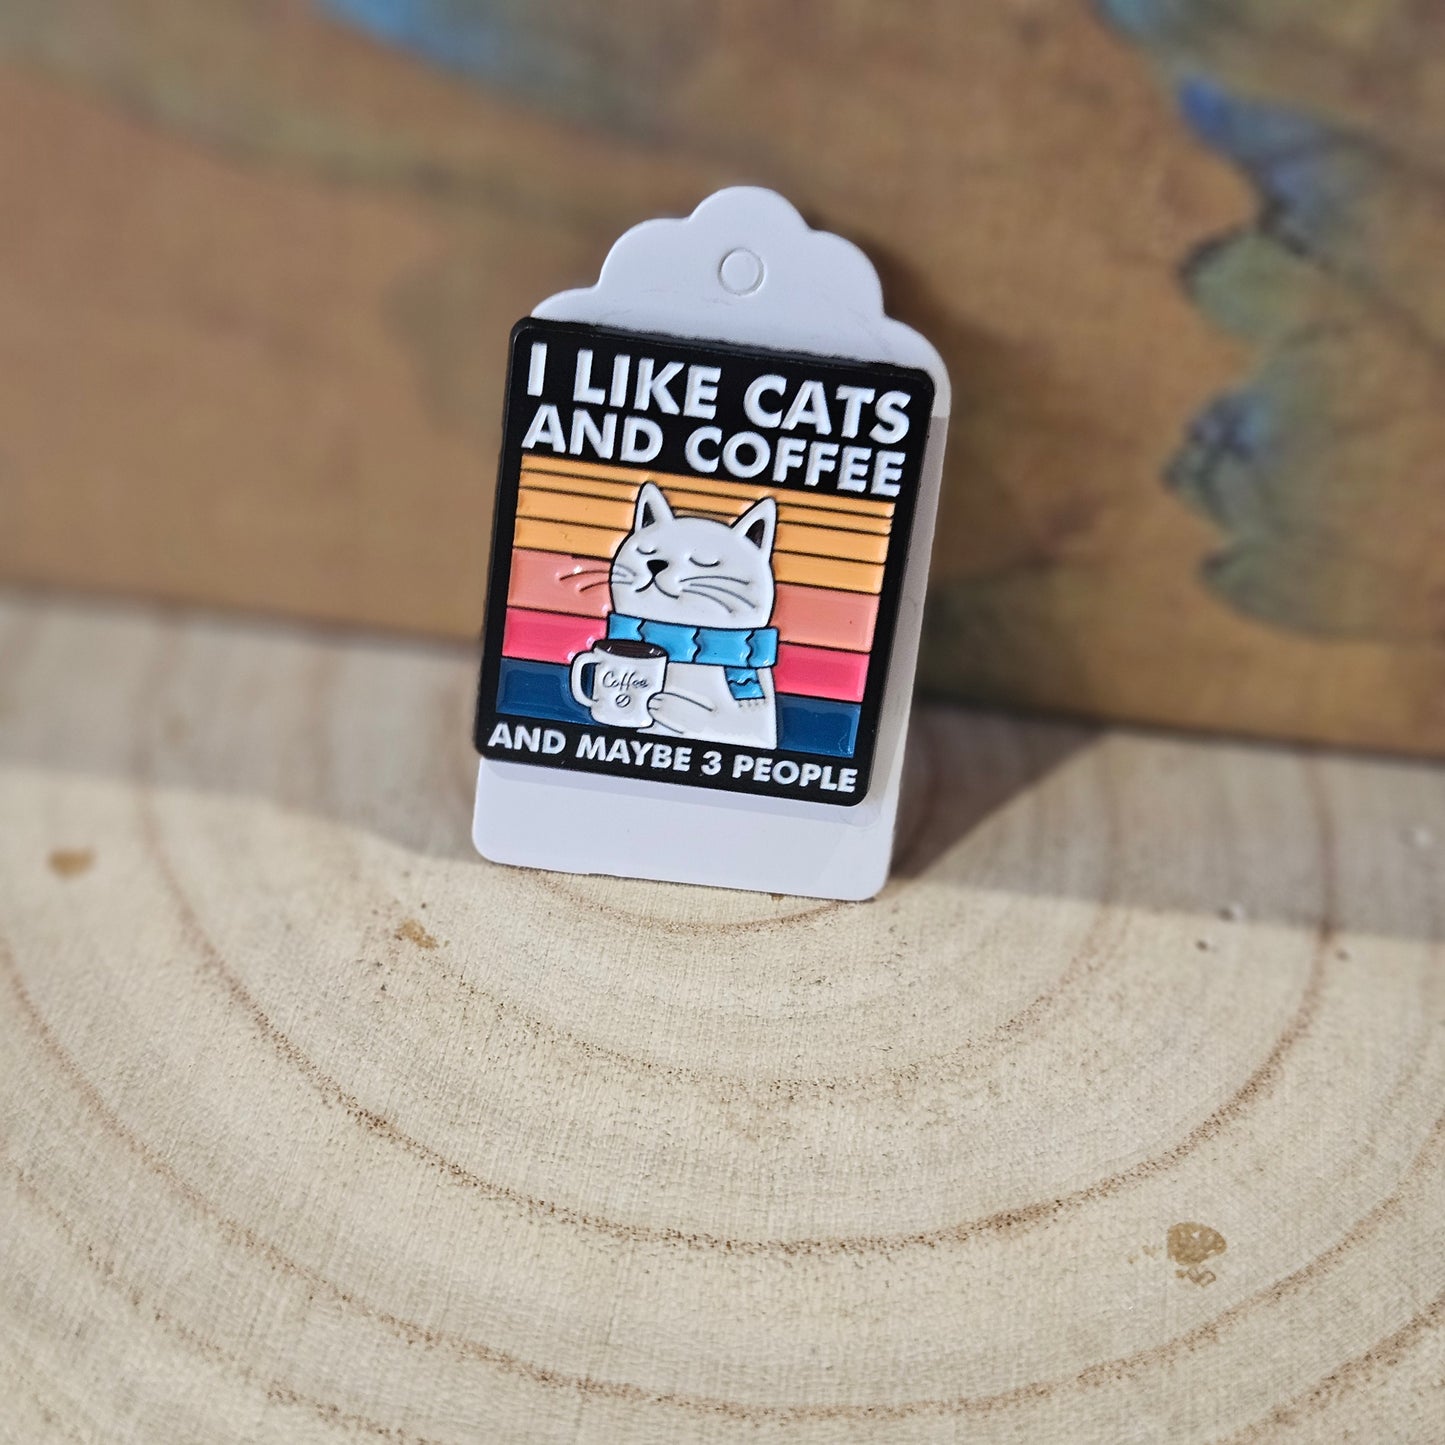 I LIKE CATS
AND COFFEE
Coffee
AND MAYBE 3 PEOPLE